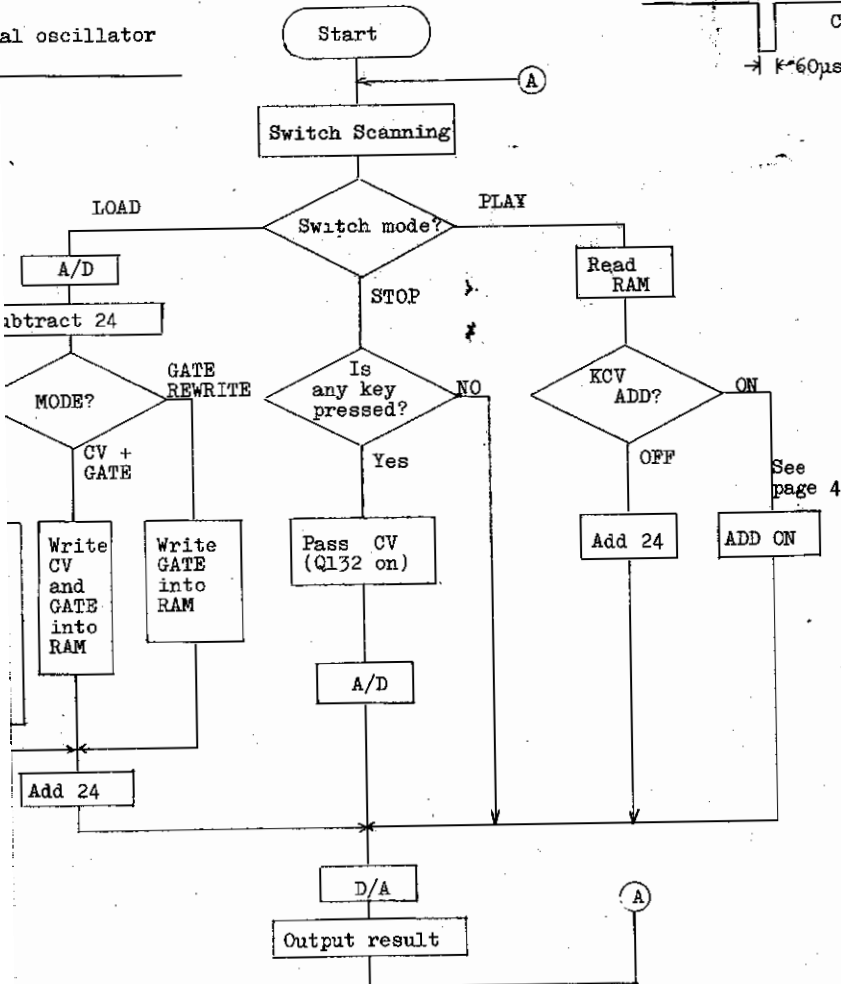 al oscillator
Start
C
60µs
A
Switch Scanning
LOAD
Switch mode?
PLAY
A/D
Read
RAM
STOP
ubtract 24
GATE
REWRITE
MODE?
Is
any key
pressed?
NO
KCV
ADD?
ON
CV +
GATE
Yes
OFF
See
page 4
Write
CV
and
GATE
into
RAM
Write
GATE
into
RAM
Pass CV
(Q132 on)
Add 24
ADD ON
A/D
Add 24
D/A
A
Output result